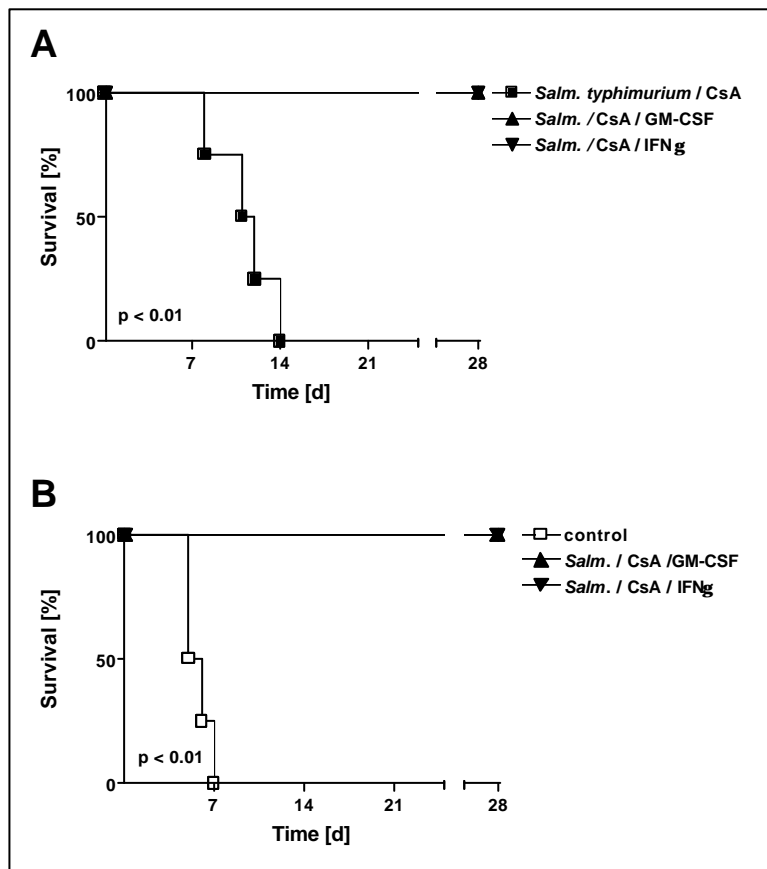 A
Survival [%]
100
50
0
p < 0.01
7 14 21 28
Time [d]
Salm. typhimurium / CsA
Salm. / CsA / GM-CSF
Salm. / CsA / IFNg
B
Survival [%]
100
50
0
p < 0.01
7 14 21 28
Time [d]
control
Salm. / CsA /GM-CSF
Salm. / CsA / IFNg